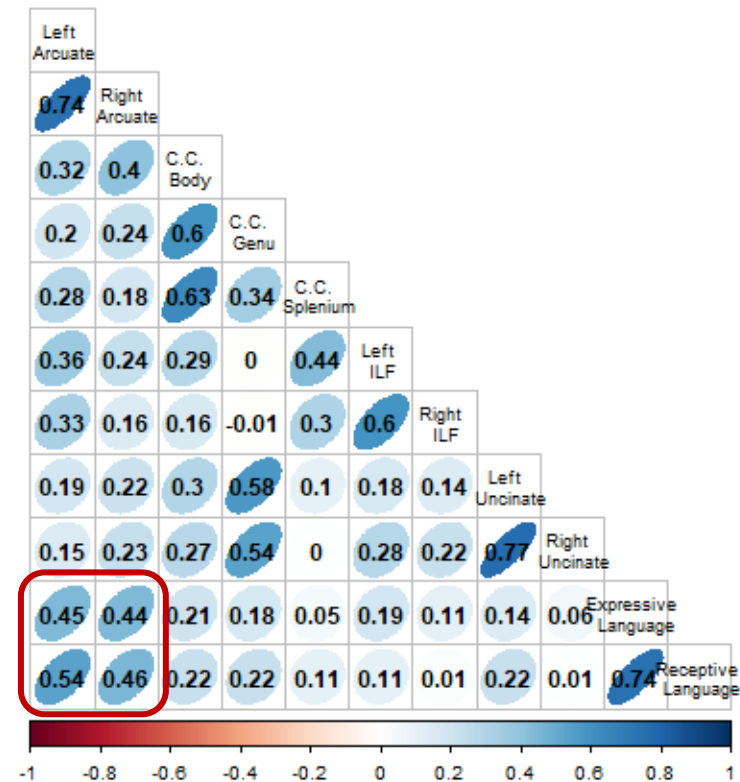 Left
Arcuate
0.74 Right
Arcuate
0.32 0.4 C.C.
Body
0.2 0.24 0.6 C.C.
Genu
0.28 0.18 0.63 0.34 C.C.
Splenium
0.36 0.24 0.29 0 0.44 Left
ILF
0.33 0.16 0.16 -0.01 0.3 0.6 Right
ILF
0.19 0.22 0.3 0.58 0.1 0.18 0.14 Left
Uncinate
0.15 0.23 0.27 0.54 0 0.28 0.22 0.77 Right
Uncinate
0.45 0.44 0.21 0.18 0.05 0.19 0.11 0.14 0.06 Expressive
Language
0.54 0.46 0.22 0.22 0.11 0.11 0.01 0.22 0.01 0.74 Receptive
Language
-1 -0.8 -0.6 -0.4 -0.2 0 0.2 0.4 0.6 0.8 1